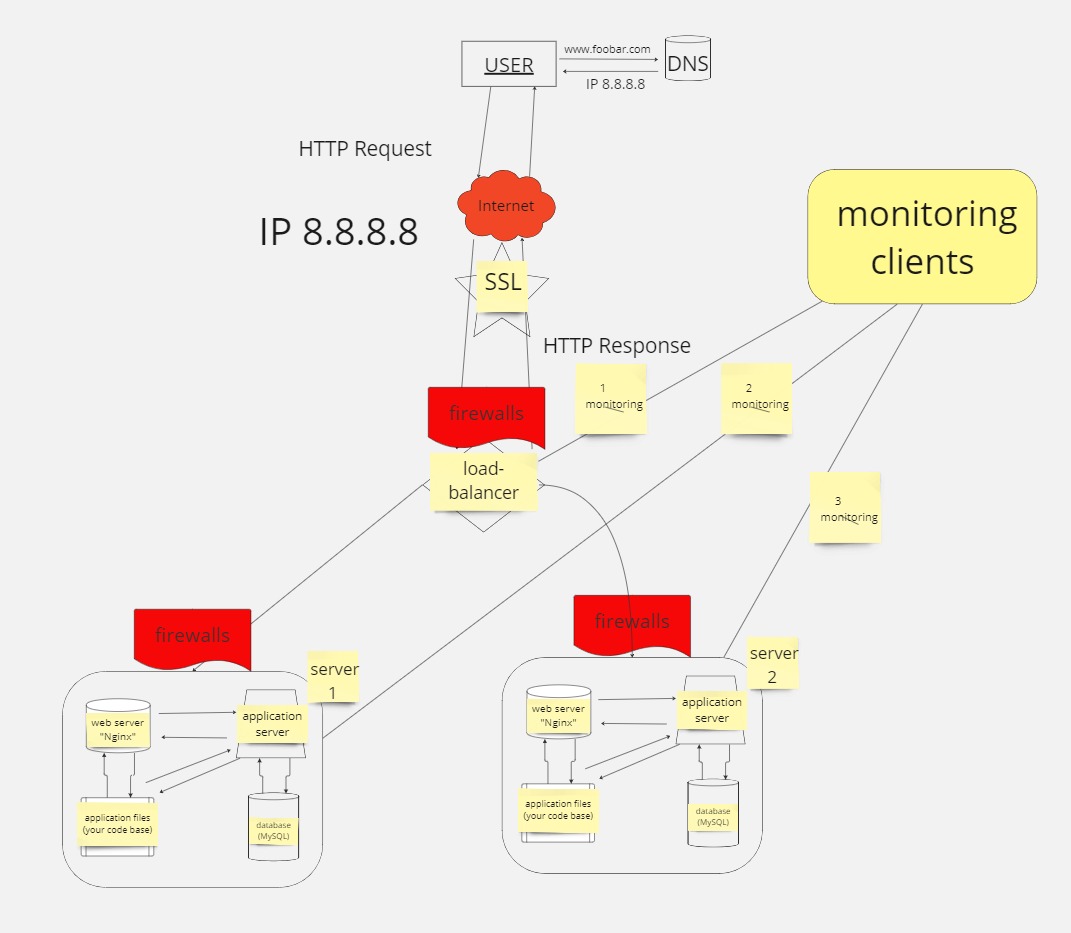 www.foobar.com
USER
DNS
IP 8.8.8.8
HTTP Request
Internet
IP 8.8.8.8
monitoring
clients
SSL
HTTP Response
1
monitoring
2
monitoring
firewalls
load-
balancer
3
monitoring
firewalls
firewalls
server
1
server
2
web server
"Nginx"
application
server
application files
(your code base)
database
(MySQL)
web server
"Nginx"
application
server
application files
(your code base)
database
(MySQL)